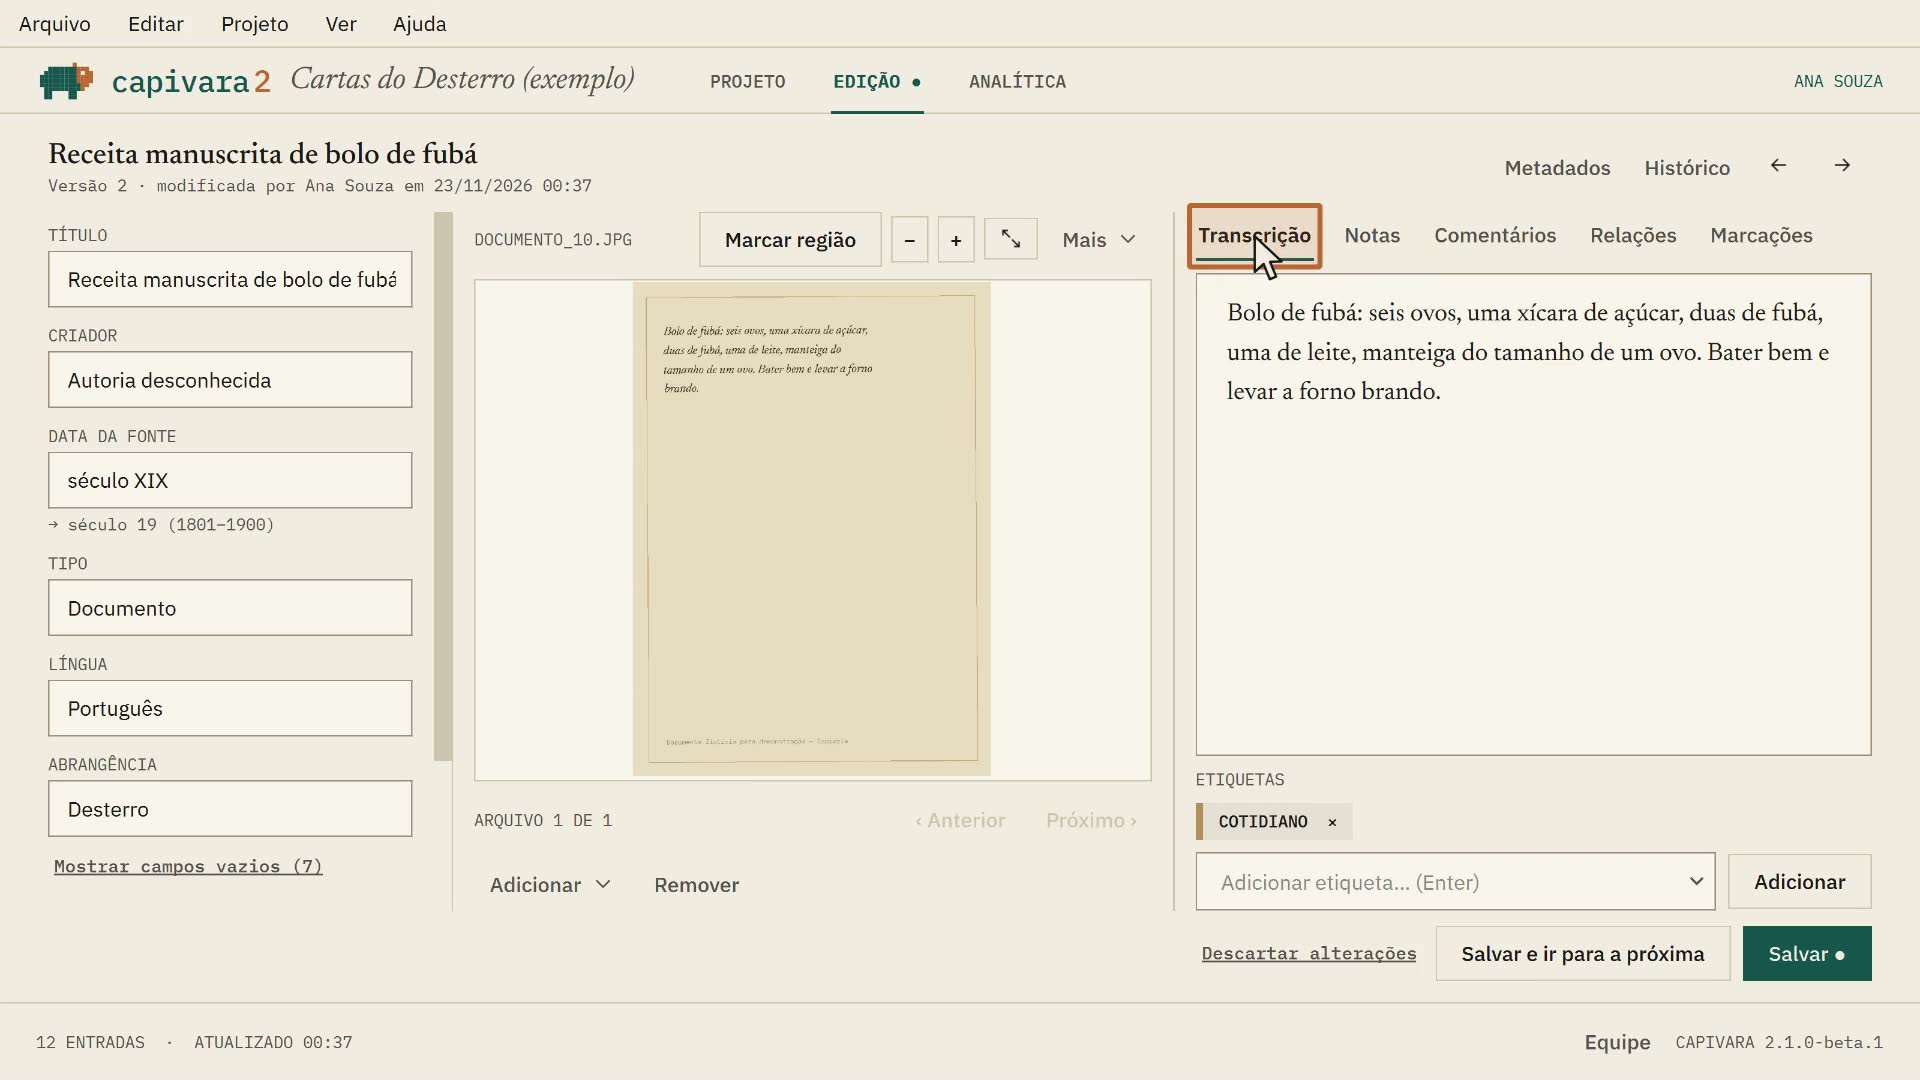 Arquivo Editar Projeto Ver Ajuda
capivara2 Cartas do Desterro (exemplo) PROJETO EDIÇÃO ● ANALÍTICA ANA SOUZA
Receita manuscrita de bolo de fubá
Versão 2 · modificada por Ana Souza em 23/11/2026 00:37
Metadados Histórico ← →
TÍTULO
Receita manuscrita de bolo de fubá
CRIADOR
Autoria desconhecida
DATA DA FONTE
século XIX
→ século 19 (1801–1900)
TIPO
Documento
LÍNGUA
Português
ABRANGÊNCIA
Desterro
Mostrar campos vazios (7)
DOCUMENTO_10.JPG Marcar região − + Mais
Bolo de fubá: seis ovos, uma xícara de açúcar,
duas de fubá, uma de leite, manteiga do
tamanho de um ovo. Bater bem e levar a forno
brando.
Documento fictício para demonstração — Capivara
ARQUIVO 1 DE 1 ‹ Anterior Próximo ›
Adicionar Remover
Transcrição Notas Comentários Relações Marcações
Bolo de fubá: seis ovos, uma xícara de açúcar, duas de fubá,
uma de leite, manteiga do tamanho de um ovo. Bater bem e
levar a forno brando.
ETIQUETAS
COTIDIANO ×
Adicionar etiqueta... (Enter) Adicionar
Descartar alterações Salvar e ir para a próxima Salvar ●
12 ENTRADAS · ATUALIZADO 00:37 Equipe CAPIVARA 2.1.0-beta.1